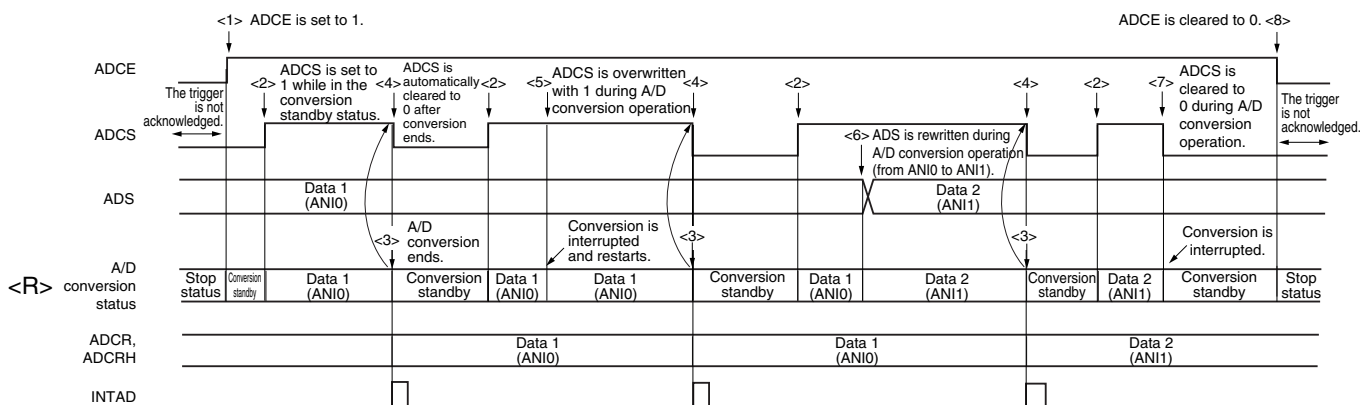 <1> ADCE is set to 1.
ADCE is cleared to 0. <8>
ADCE
The trigger
is not
acknowledged.
<2>
ADCS is set to
1 while in the
conversion
standby status.
<4>
ADCS is
automatically
cleared to
0 after
conversion
ends.
<2>
<5>
ADCS is overwritten
with 1 during A/D
conversion operation.
<4>
<2>
<4>
<2>
<7>
ADCS is
cleared to
0 during A/D
conversion
operation.
The trigger
is not
acknowledged.
ADCS
<6> ADS is rewritten during
A/D conversion operation
(from ANI0 to ANI1).
ADS
Data 1
(ANI0)
Data 2
(ANI1)
<3>
A/D
conversion
ends.
Conversion is
interrupted
and restarts.
<3>
<3>
Conversion is
interrupted.
<R>
A/D
conversion
status
Stop
status
Conversion
standby
Data 1
(ANI0)
Conversion
standby
Data 1
(ANI0)
Data 1
(ANI0)
Conversion
standby
Data 1
(ANI0)
Data 2
(ANI1)
Conversion
standby
Data 2
(ANI1)
Conversion
standby
Stop
status
ADCR,
ADCRH
Data 1
(ANI0)
Data 1
(ANI0)
Data 2
(ANI1)
INTAD